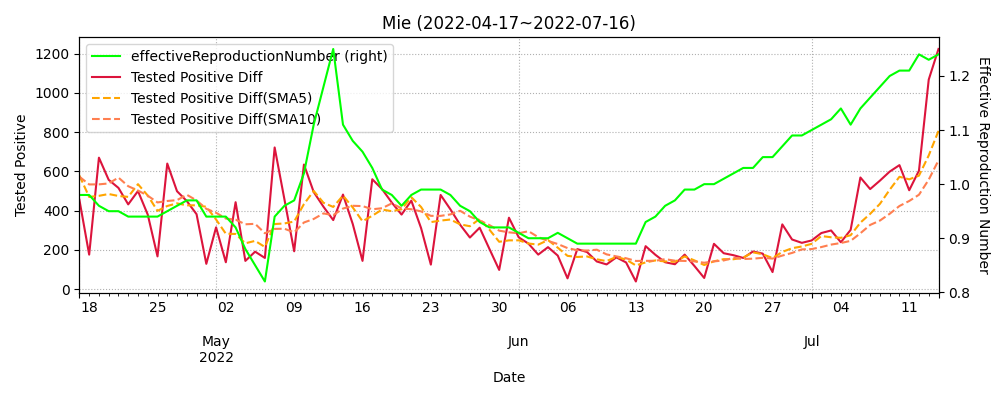 Mie (2022-04-17~2022-07-16)
effectiveReproductionNumber (right)
Tested Positive Diff
Tested Positive Diff(SMA5)
Tested Positive Diff(SMA10)
Tested Positive
1200
1000
800
600
400
200
0
Effective Reproduction Number
1.2
1.1
1.0
0.9
0.8
18 25 02 09 16 23 30 06 13 20 27 04 11
May Jun Jul
2022
Date